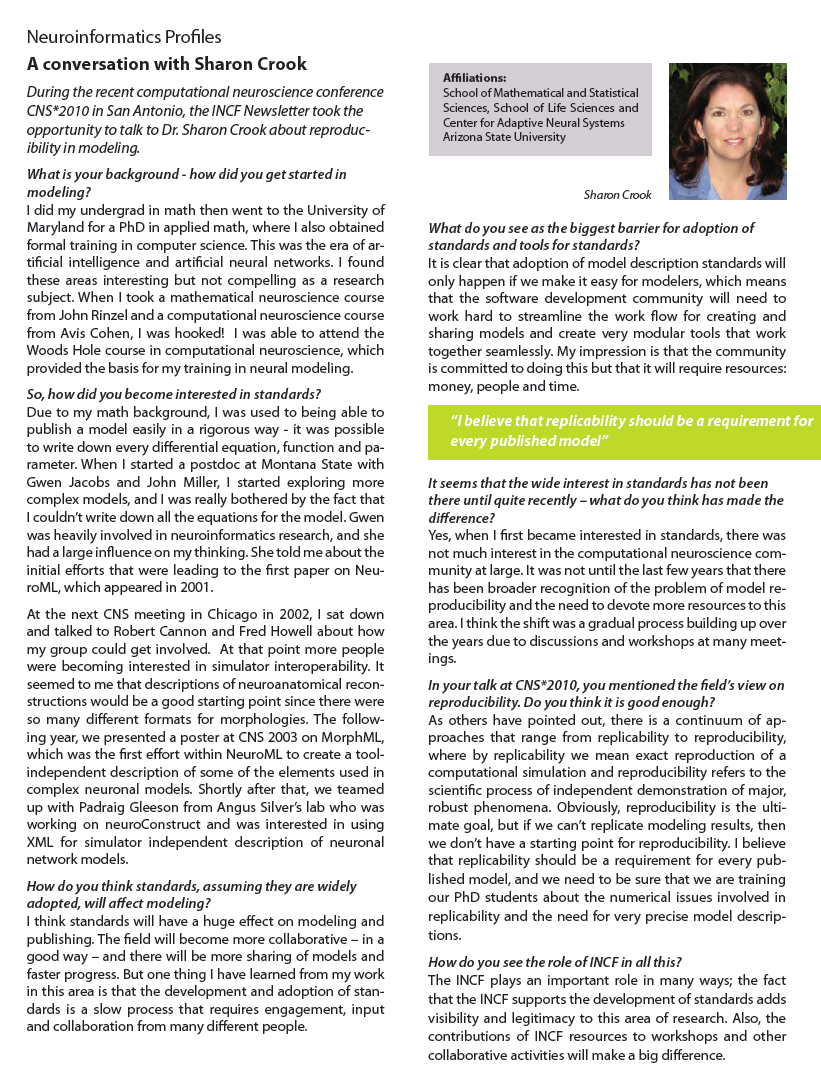 Neuroinformatics Profiles
A conversation with Sharon Crook
During the recent computational neuroscience conference
CNS*2010 in San Antonio, the INCF Newsletter took the
opportunity to talk to Dr. Sharon Crook about reproduc-
ibility in modeling.
What is your background - how did you get started in
modeling?
I did my undergrad in math then went to the University of
Maryland for a PhD in applied math, where I also obtained
formal training in computer science. This was the era of ar-
tificial intelligence and artificial neural networks. I found
these areas interesting but not compelling as a research
subject. When I took a mathematical neuroscience course
from John Rinzel and a computational neuroscience course
from Avis Cohen, I was hooked! I was able to attend the
Woods Hole course in computational neuroscience, which
provided the basis for my training in neural modeling.
So, how did you become interested in standards?
Due to my math background, I was used to being able to
publish a model easily in a rigorous way - it was possible
to write down every differential equation, function and pa-
rameter. When I started a postdoc at Montana State with
Gwen Jacobs and John Miller, I started exploring more
complex models, and I was really bothered by the fact that
I couldn't write down all the equations for the model. Gwen
was heavily involved in neuroinformatics research, and she
had a large influence on my thinking. She told me about the
initial efforts that were leading to the first paper on Neu-
roML, which appeared in 2001.
At the next CNS meeting in Chicago in 2002, I sat down
and talked to Robert Cannon and Fred Howell about how
my group could get involved. At that point more people
were becoming interested in simulator interoperability. It
seemed to me that descriptions of neuroanatomical recon-
structions would be a good starting point since there were
so many different formats for morphologies. The follow-
ing year, we presented a poster at CNS 2003 on MorphML,
which was the first effort within NeuroML to create a tool-
independent description of some of the elements used in
complex neuronal models. Shortly after that, we teamed
up with Padraig Gleeson from Angus Silver's lab who was
working on neuroConstruct and was interested in using
XML for simulator independent description of neuronal
network models.
How do you think standards, assuming they are widely
adopted, will affect modeling?
I think standards will have a huge effect on modeling and
publishing. The field will become more collaborative – in a
good way – and there will be more sharing of models and
faster progress. But one thing I have learned from my work
in this area is that the development and adoption of stan-
dards is a slow process that requires engagement, input
and collaboration from many different people.
Affiliations:
School of Mathematical and Statistical
Sciences, School of Life Sciences and
Center for Adaptive Neural Systems
Arizona State University
Sharon Crook
What do you see as the biggest barrier for adoption of
standards and tools for standards?
It is clear that adoption of model description standards will
only happen if we make it easy for modelers, which means
that the software development community will need to
work hard to streamline the work flow for creating and
sharing models and create very modular tools that work
together seamlessly. My impression is that the community
is committed to doing this but that it will require resources:
money, people and time.
"I believe that replicability should be a requirement for
every published model"
It seems that the wide interest in standards has not been
there until quite recently – what do you think has made the
difference?
Yes, when I first became interested in standards, there was
not much interest in the computational neuroscience com-
munity at large. It was not until the last few years that there
has been broader recognition of the problem of model re-
producibility and the need to devote more resources to this
area. I think the shift was a gradual process building up over
the years due to discussions and workshops at many meet-
ings.
In your talk at CNS*2010, you mentioned the field's view on
reproducibility. Do you think it is good enough?
As others have pointed out, there is a continuum of ap-
proaches that range from replicability to reproducibility,
where by replicability we mean exact reproduction of a
computational simulation and reproducibility refers to the
scientific process of independent demonstration of major,
robust phenomena. Obviously, reproducibility is the ulti-
mate goal, but if we can't replicate modeling results, then
we don't have a starting point for reproducibility. I believe
that replicability should be a requirement for every pub-
lished model, and we need to be sure that we are training
our PhD students about the numerical issues involved in
replicability and the need for very precise model descrip-
tions.
How do you see the role of INCF in all this?
The INCF plays an important role in many ways; the fact
that the INCF supports the development of standards adds
visibility and legitimacy to this area of research. Also, the
contributions of INCF resources to workshops and other
collaborative activities will make a big difference.